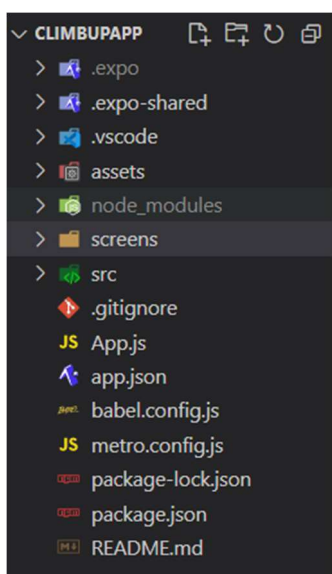 CLIMBUPAPP
.expo
.expo-shared
.vscode
assets
node_modules
screens
src
.gitignore
JS App.js
app.json
babel.config.js
JS metro.config.js
package-lock.json
package.json
README.md